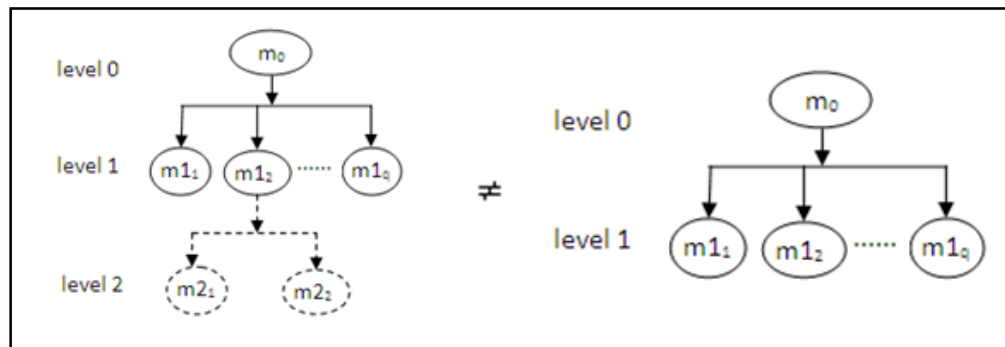 level 0
m₀
level 1
m1₁
m1₂
......
m1q
level 2
m2₁
m2₂
≠
level 0
m₀
level 1
m1₁
m1₂
......
m1q